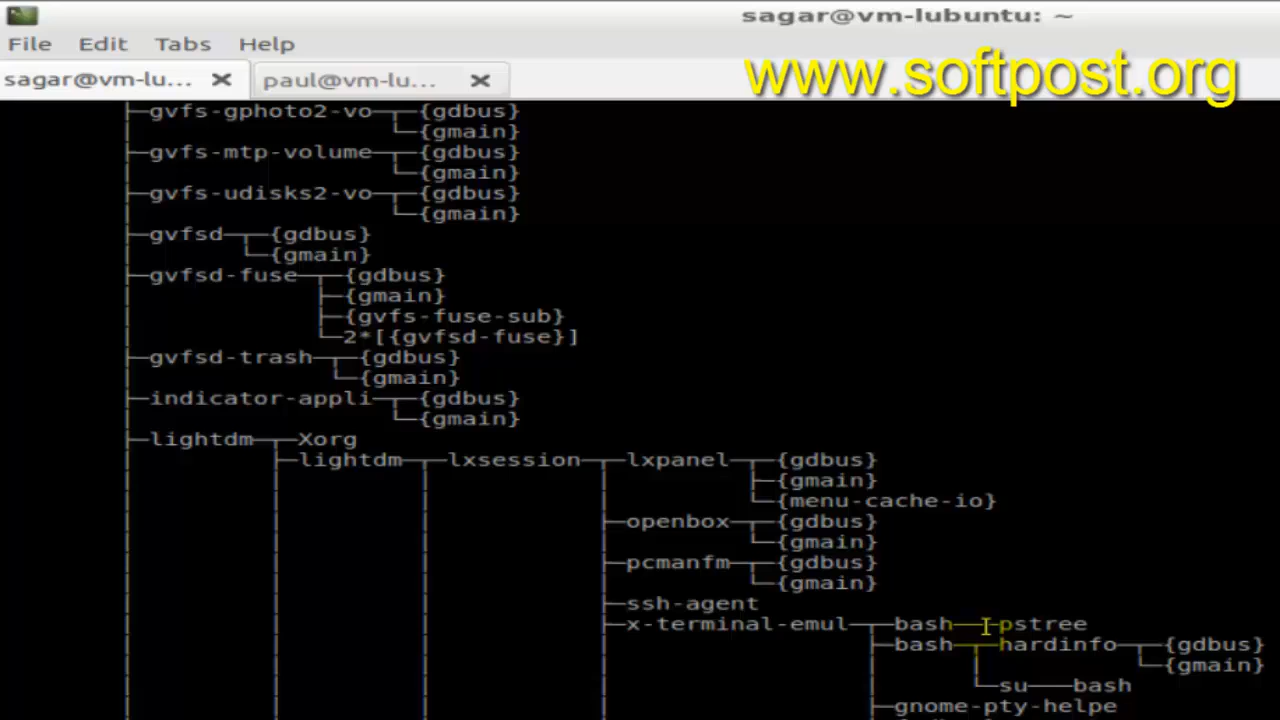 sagar@vm-lubuntu: ~
File Edit Tabs Help
sagar@vm-lu... paul@vm-lu...
www.softpost.org
├─gvfs-gphoto2-vo─┬─{gdbus}
│                 └─{gmain}
├─gvfs-mtp-volume─┬─{gdbus}
│                 └─{gmain}
├─gvfs-udisks2-vo─┬─{gdbus}
│                 └─{gmain}
├─gvfsd─┬─{gdbus}
│       └─{gmain}
├─gvfsd-fuse─┬─{gdbus}
│            ├─{gmain}
│            ├─{gvfs-fuse-sub}
│            └─2*[{gvfsd-fuse}]
├─gvfsd-trash─┬─{gdbus}
│             └─{gmain}
├─indicator-appli─┬─{gdbus}
│                 └─{gmain}
├─lightdm─┬─Xorg
│         ├─lightdm─┬─lxsession─┬─lxpanel─┬─{gdbus}
│         │         │           │         ├─{gmain}
│         │         │           │         └─{menu-cache-io}
│         │         │           ├─openbox─┬─{gdbus}
│         │         │           │         └─{gmain}
│         │         │           ├─pcmanfm─┬─{gdbus}
│         │         │           │         └─{gmain}
│         │         │           ├─ssh-agent
│         │         │           ├─x-terminal-emul─┬─bash───pstree
│         │         │           │                 ├─bash─┬─hardinfo─┬─{gdbus}
│         │         │           │                 │      │          └─{gmain}
│         │         │           │                 │      └─su───bash
│         │         │           │                 ├─gnome-pty-helpe